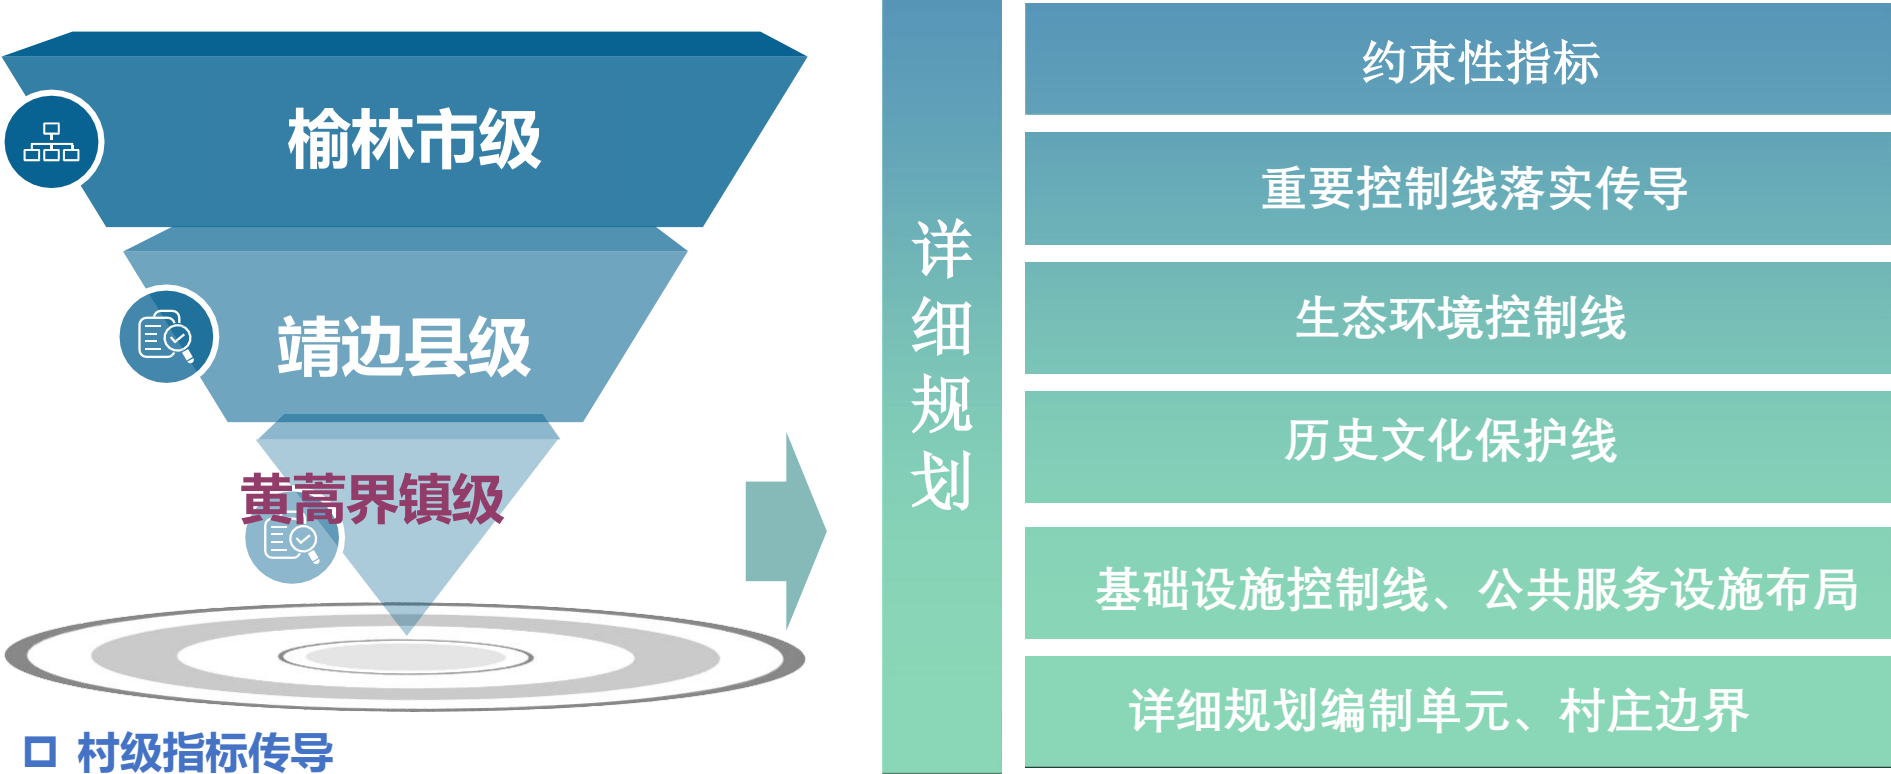 榆林市级
靖边县级
黄蒿界镇级
村级指标传导
详细规划
约束性指标
重要控制线落实传导
生态环境控制线
历史文化保护线
基础设施控制线、公共服务设施布局
详细规划编制单元、村庄边界